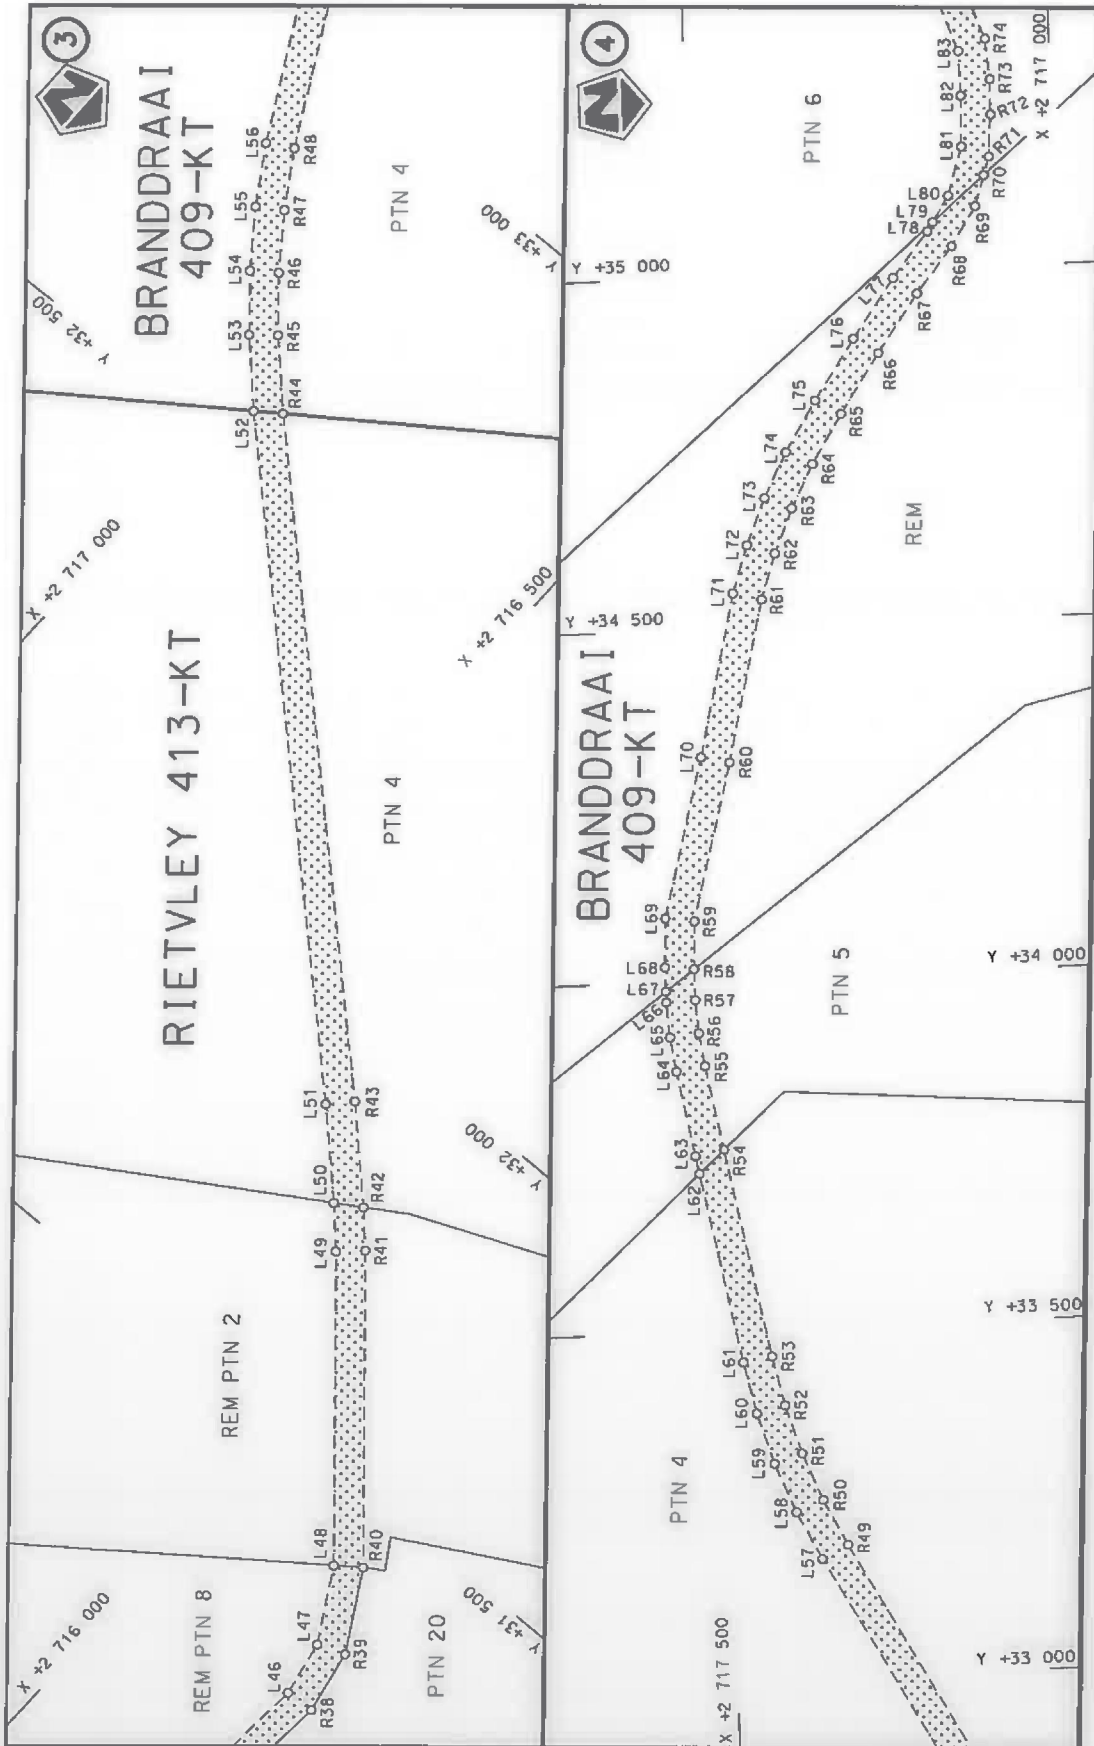 3
BRANDDRAAI
409-KT
RIETVLEY 413-KT
Y +32 500
X +2 717 000
X +2 716 500
Y +33 000
Y +32 000
Y +31 500
X +2 716 000
REM PTN 8
REM PTN 2
PTN 20
PTN 4
PTN 4
L46
L47
L48
L49
L50
L51
L52
L53
L54
L55
L56
R38
R39
R40
R41
R42
R43
R44
R45
R46
R47
R48
4
BRANDDRAAI
409-KT
PTN 4
PTN 5
REM
PTN 6
X +2 717 500
Y +33 000
Y +33 500
Y +34 000
Y +34 500
Y +35 000
X +2 717 000
L57
L58
L59
L60
L61
L62
L63
L64
L65
L66
L67
L68
L69
L70
L71
L72
L73
L74
L75
L76
L77
L78
L79
L80
L81
L82
L83
R49
R50
R51
R52
R53
R54
R55
R56
R57
R58
R59
R60
R61
R62
R63
R64
R65
R66
R67
R68
R69
R70
R71
R72
R73
R74